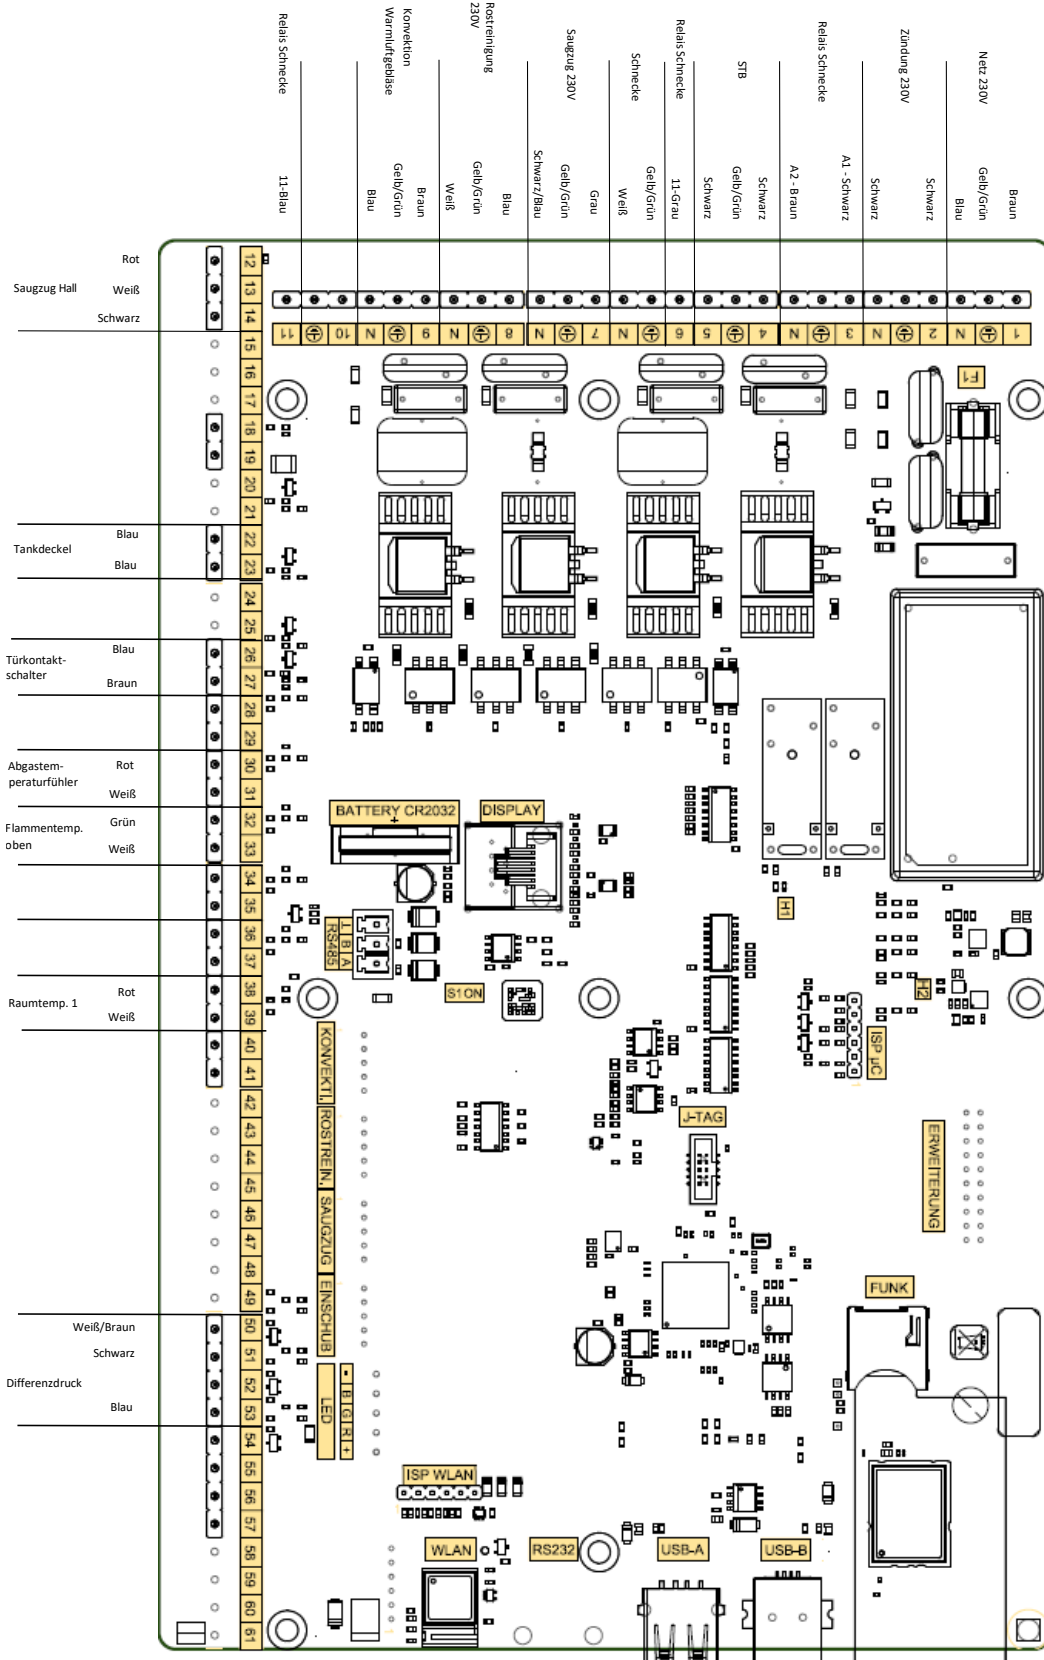 Relais Schnecke
Konvektion
Warmluftgebläse
Rostreinigung
230V
Saugzug 230V
Schnecke
Relais Schnecke
STB
Relais Schnecke
Zündung 230V
Netz 230V
11-Blau
Blau
Gelb/Grün
Braun
Weiß
Gelb/Grün
Blau
Schwarz/Blau
Gelb/Grün
Grau
Weiß
Gelb/Grün
11-Grau
Schwarz
Gelb/Grün
Schwarz
A2 - Braun
A1 - Schwarz
Schwarz
Schwarz
Blau
Gelb/Grün
Braun
11
10
N
9
N
8
N
7
N
6
5
4
N
3
N
2
N
1
F1
Rot
Saugzug Hall
Weiß
Schwarz
Blau
Tankdeckel
Blau
Blau
Türkontakt-
schalter
Braun
Abgastem-
peraturfühler
Rot
Weiß
Grün
Flammentemp.
oben
Weiß
Rot
Raumtemp. 1
Weiß
Weiß/Braun
Schwarz
Differenzdruck
Blau
12
13
14
15
16
17
18
19
20
21
22
23
24
25
26
27
28
29
30
31
32
33
34
35
36
37
38
39
40
41
42
43
44
45
46
47
48
49
50
51
52
53
54
55
56
57
58
59
60
61
BATTERY CR2032
+
DISPLAY
H1
RS485
⊥ B A
S1 ON
H2
ISP µC
1
KONVEKTI.
ROSTREIN.
SAUGZUG
EINSCHUB
J-TAG
ERWEITERUNG
FUNK
LED
- B G R +
ISP WLAN
WLAN
RS232
USB-A
USB-B
1